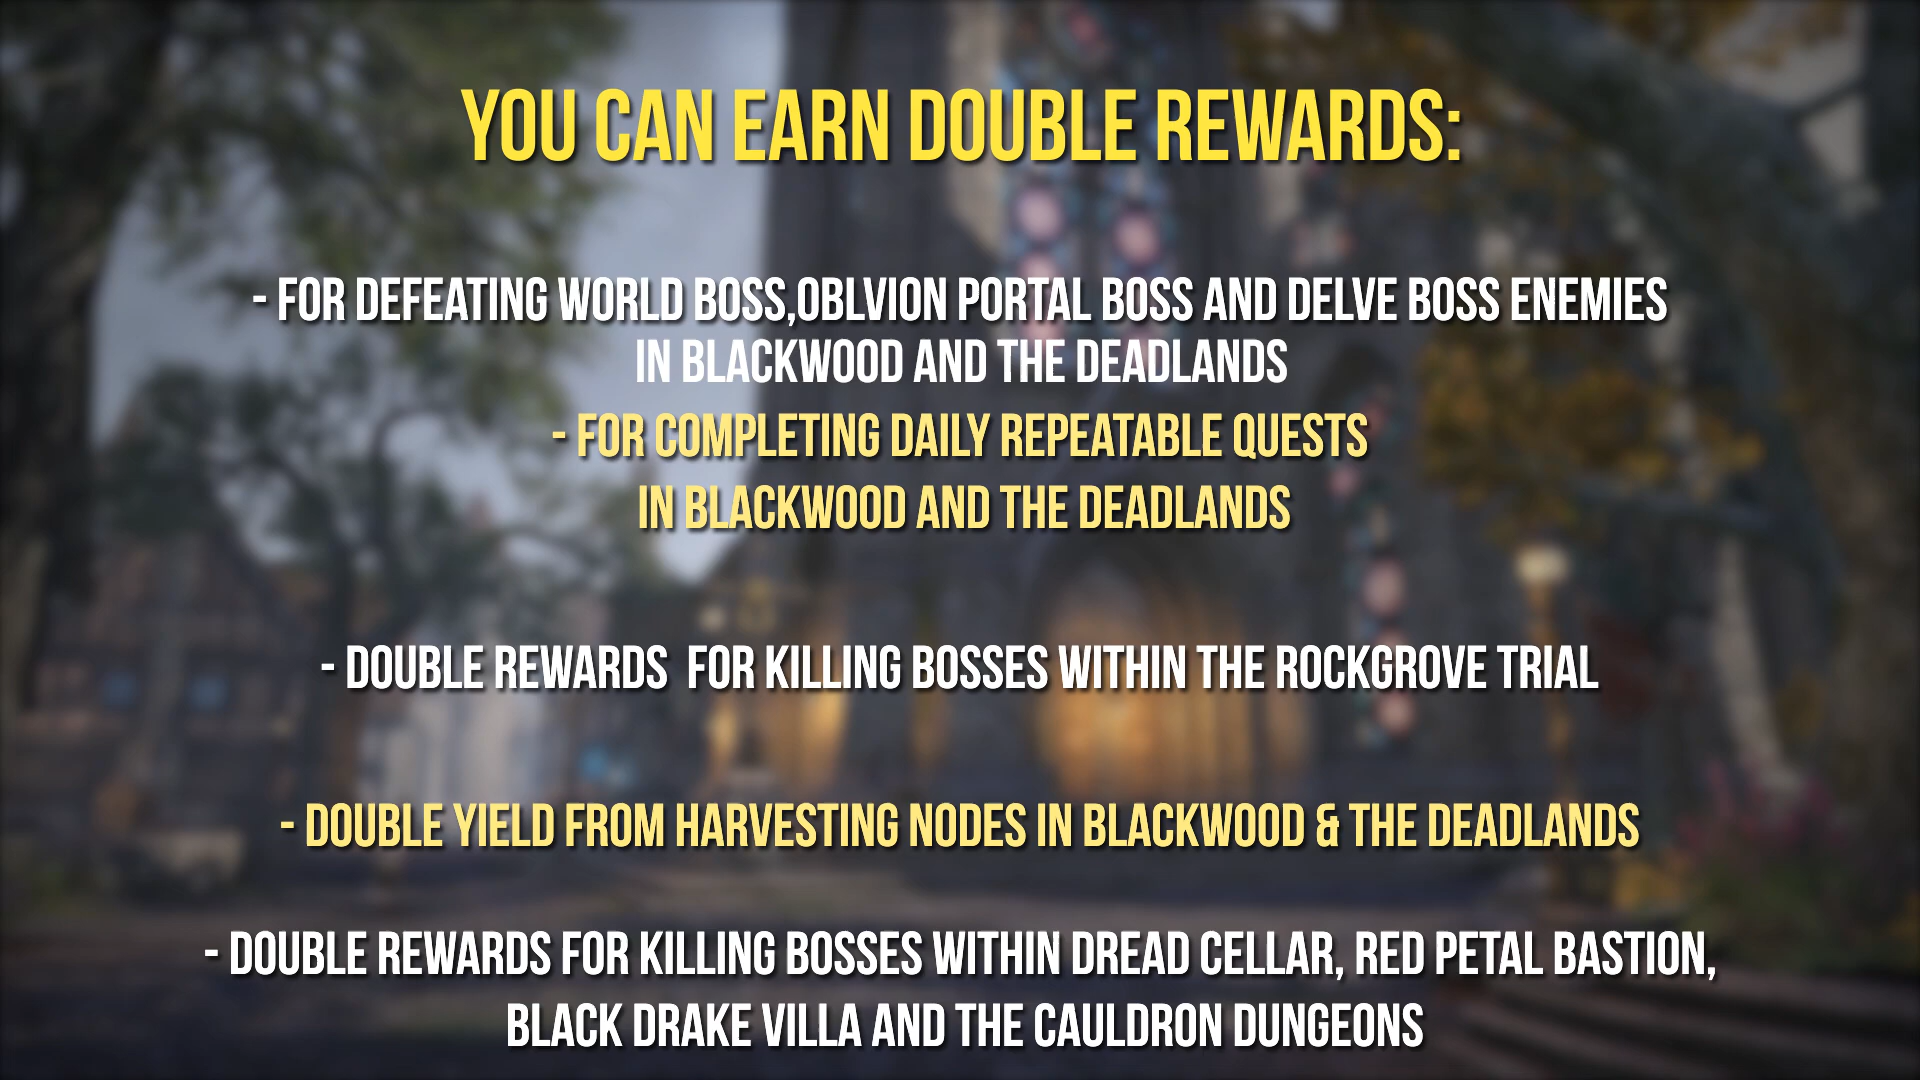 YOU CAN EARN DOUBLE REWARDS:
- FOR DEFEATING WORLD BOSS,OBLVION PORTAL BOSS AND DELVE BOSS ENEMIES
IN BLACKWOOD AND THE DEADLANDS
- FOR COMPLETING DAILY REPEATABLE QUESTS
IN BLACKWOOD AND THE DEADLANDS
- DOUBLE REWARDS FOR KILLING BOSSES WITHIN THE ROCKGROVE TRIAL
- DOUBLE YIELD FROM HARVESTING NODES IN BLACKWOOD & THE DEADLANDS
- DOUBLE REWARDS FOR KILLING BOSSES WITHIN DREAD CELLAR, RED PETAL BASTION,
BLACK DRAKE VILLA AND THE CAULDRON DUNGEONS